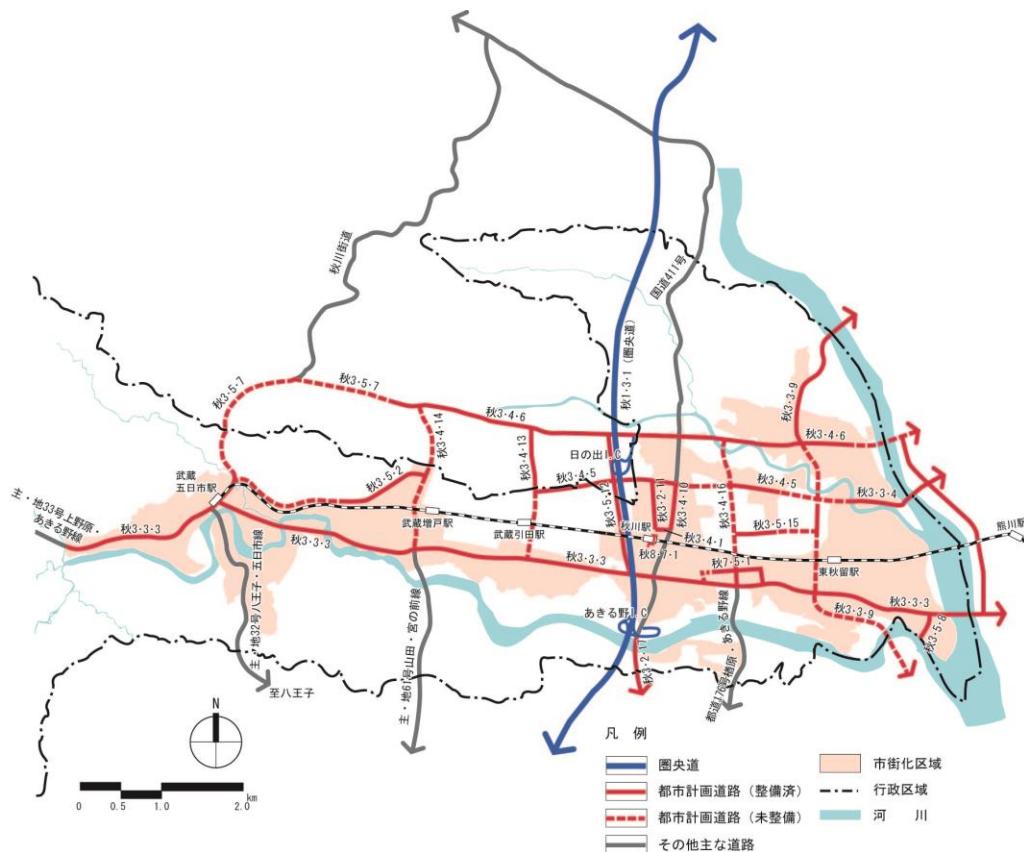 秋川街道
国道411号
秋1・3・1（圏央道）
秋3・5・7
秋3・5・7
秋3・4・6
秋3・4・14
秋3・4・13
秋3・3・9
秋3・4・6
日の出I.C
秋3・4・5
秋3・5・2
秋3・5・12
秋3・2・11
秋3・4・10
秋3・4・16
秋3・4・5
秋3・3・4
武蔵
五日市駅
主・地33号上野原・
あきる野線
秋3・3・3
武蔵増戸駅
武蔵引田駅
秋川駅
秋3・4・1
秋3・5・15
熊川駅
秋8・7・1
秋7・5・1
東秋留駅
秋3・3・3
秋3・3・3
秋3・3・3
秋3・3・9
秋3・5・8
あきる野I.C
秋3・2・11
主・地32号八王子・五日市線
主・地61号山田・宮の前線
都道176号楢原・あきる野線
至八王子
N
0 0.5 1.0 2.0 km
凡　例
圏央道
都市計画道路（整備済）
都市計画道路（未整備）
その他主な道路
市街化区域
行政区域
河　川